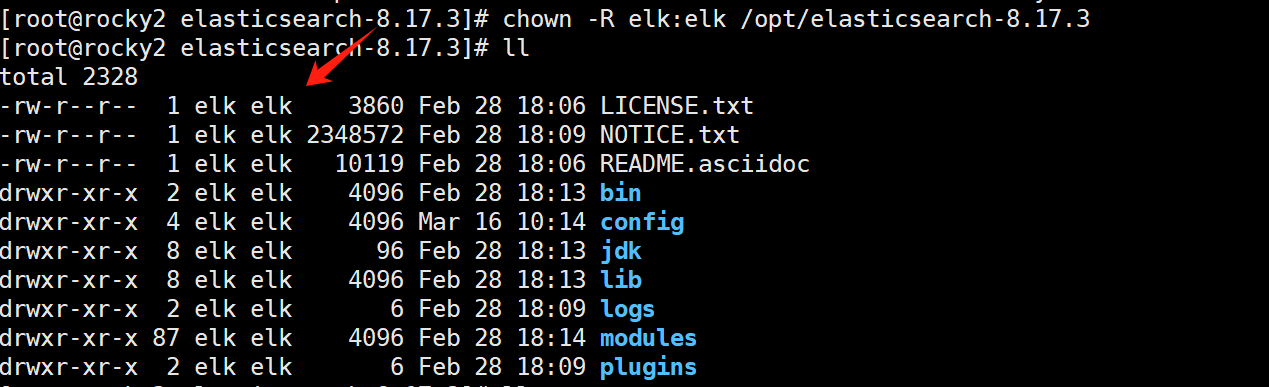 [root@rocky2 elasticsearch-8.17.3]# chown -R elk:elk /opt/elasticsearch-8.17.3
[root@rocky2 elasticsearch-8.17.3]# ll
total 2328
-rw-r--r--  1 elk elk    3860 Feb 28 18:06 LICENSE.txt
-rw-r--r--  1 elk elk 2348572 Feb 28 18:09 NOTICE.txt
-rw-r--r--  1 elk elk   10119 Feb 28 18:06 README.asciidoc
drwxr-xr-x  2 elk elk    4096 Feb 28 18:13 bin
drwxr-xr-x  4 elk elk    4096 Mar 16 10:14 config
drwxr-xr-x  8 elk elk      96 Feb 28 18:13 jdk
drwxr-xr-x  8 elk elk    4096 Feb 28 18:13 lib
drwxr-xr-x  2 elk elk       6 Feb 28 18:09 logs
drwxr-xr-x 87 elk elk    4096 Feb 28 18:14 modules
drwxr-xr-x  2 elk elk       6 Feb 28 18:09 plugins